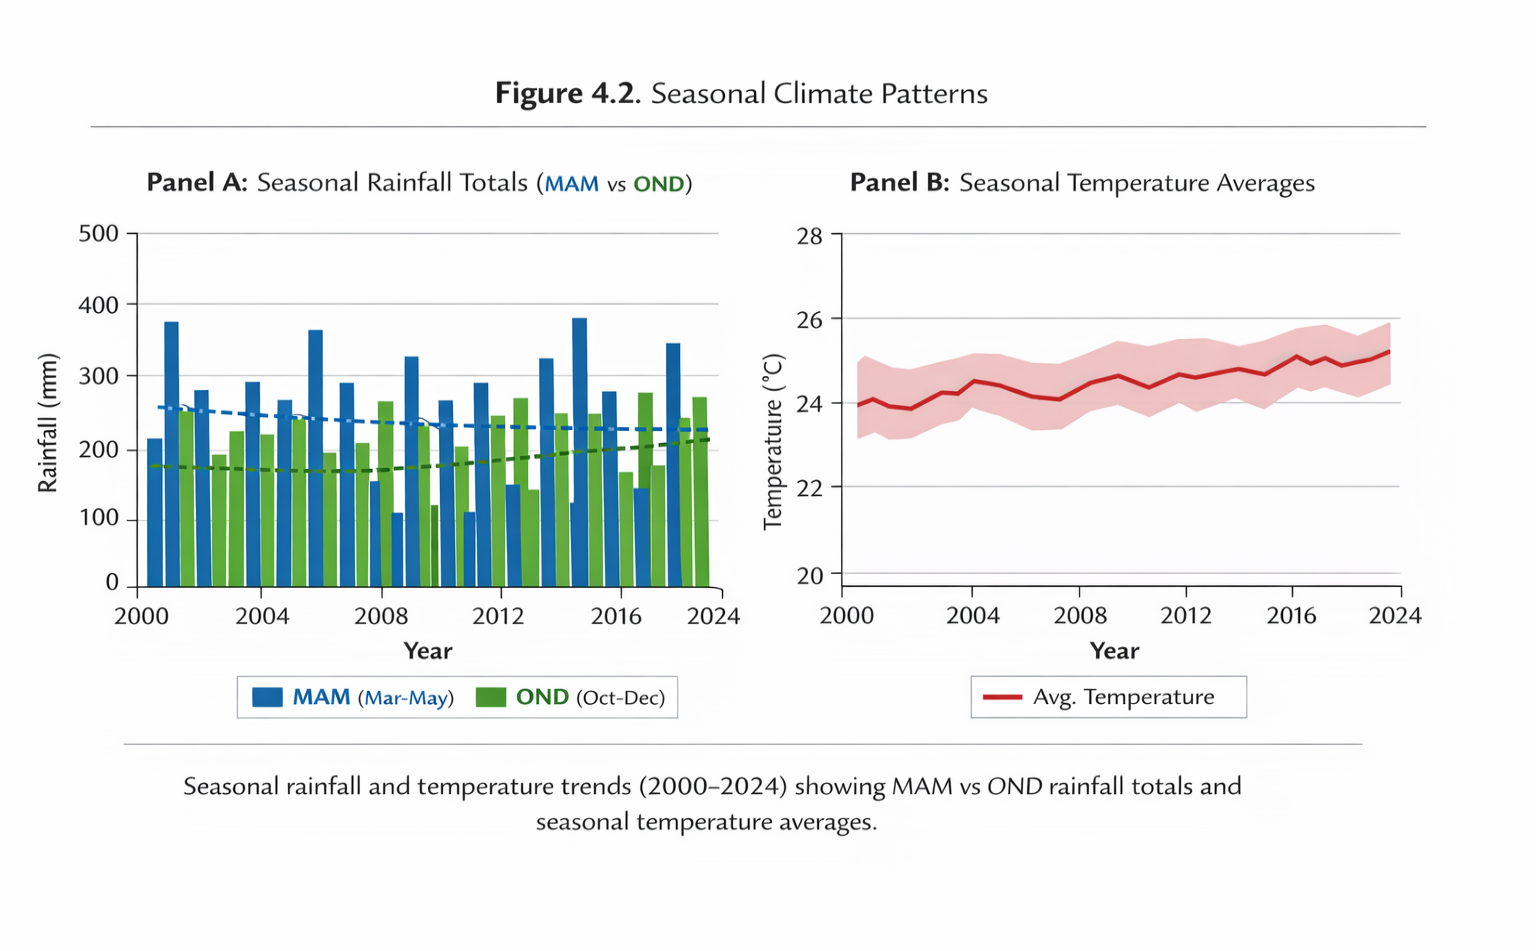 Figure 4.2. Seasonal Climate Patterns
Panel A: Seasonal Rainfall Totals (MAM vs OND)
500
400
300
200
100
0
Rainfall (mm)
2000 2004 2008 2012 2016 2024
Year
MAM (Mar-May) OND (Oct-Dec)
Panel B: Seasonal Temperature Averages
28
26
24
22
20
Temperature (°C)
2000 2004 2008 2012 2016 2024
Year
Avg. Temperature
Seasonal rainfall and temperature trends (2000–2024) showing MAM vs OND rainfall totals and
seasonal temperature averages.